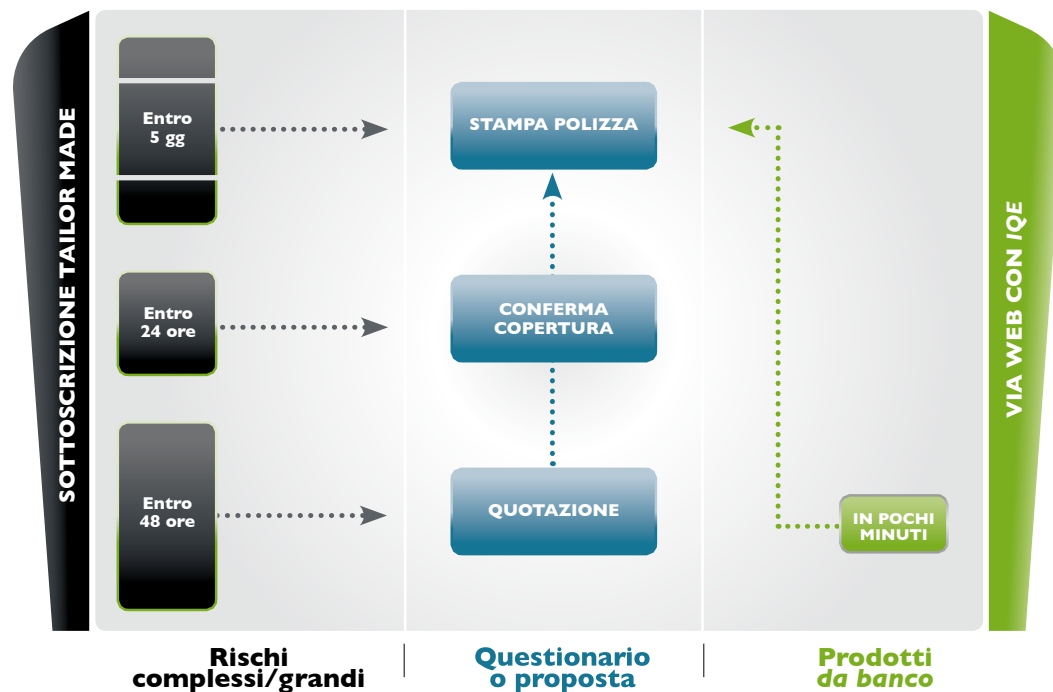 SOTTOSCRIZIONE TAILOR MADE
Entro
5 gg
STAMPA POLIZZA
Entro
24 ore
CONFERMA
COPERTURA
Entro
48 ore
QUOTAZIONE
IN POCHI
MINUTI
VIA WEB CON IQE
Rischi
complessi/grandi
Questionario
o proposta
Prodotti
da banco